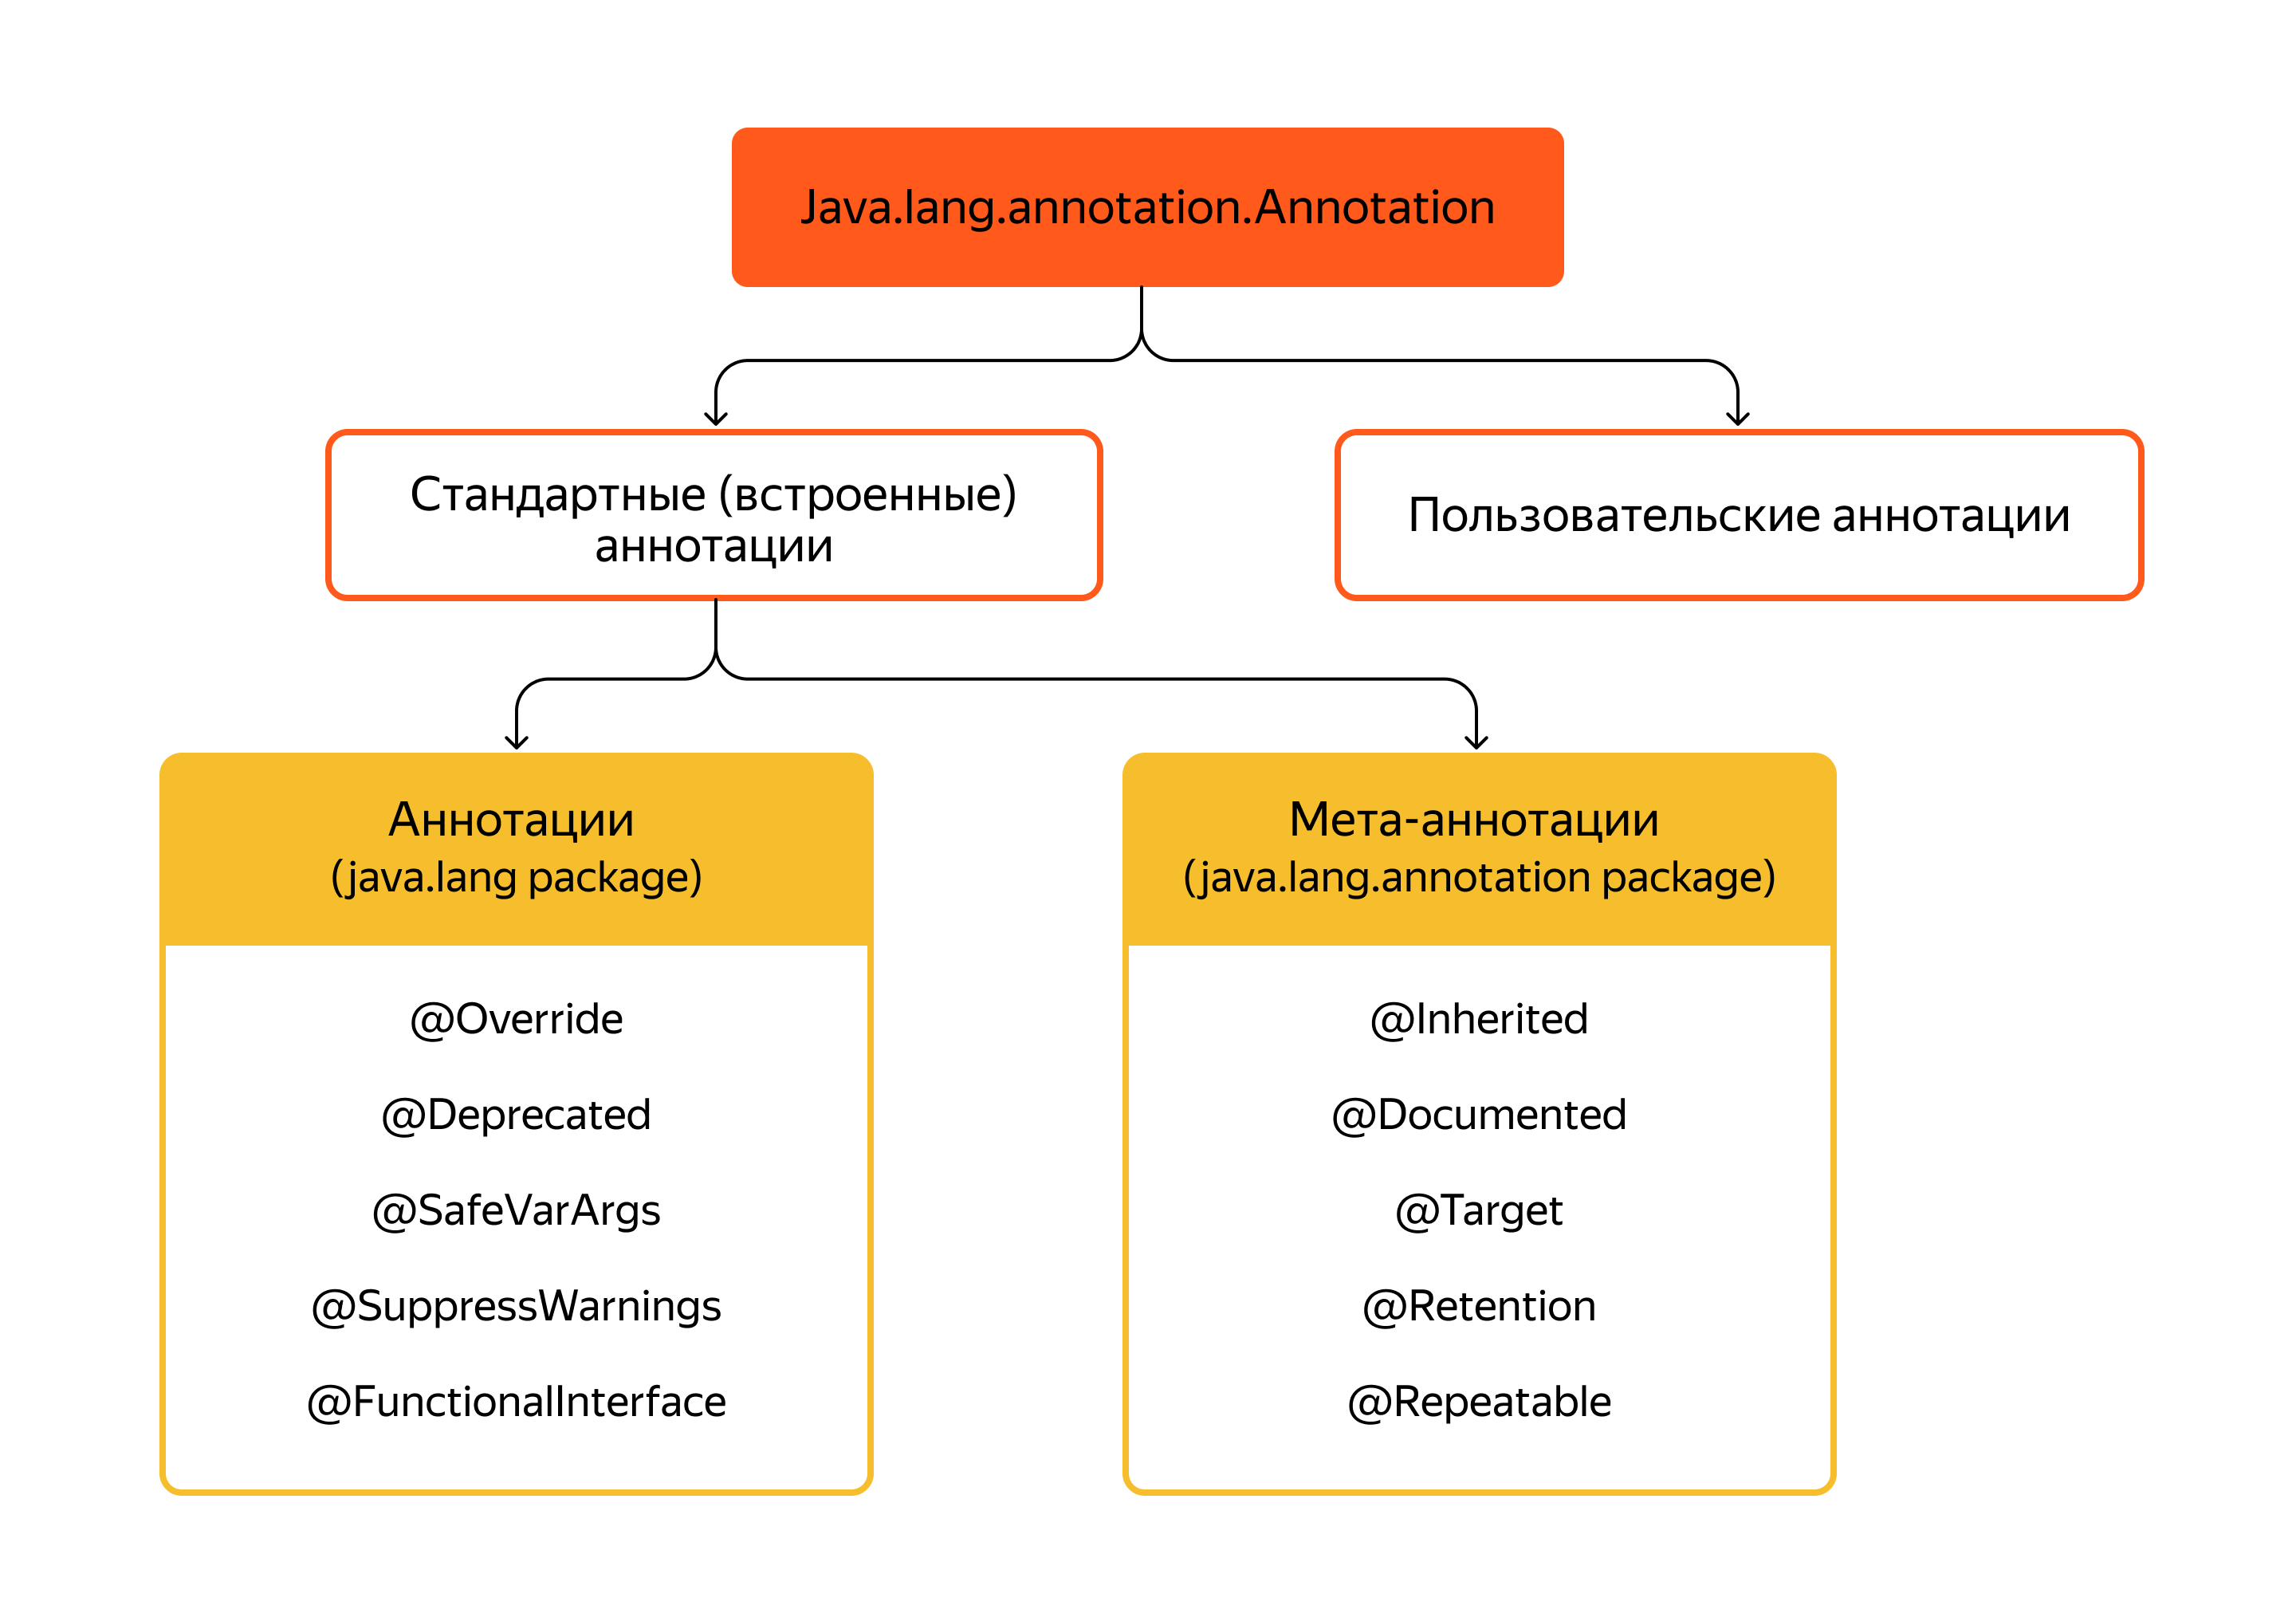 Java.lang.annotation.Annotation
Стандартные (встроенные)
аннотации
Пользовательские аннотации
Аннотации
(java.lang package)
@Override
@Deprecated
@SafeVarArgs
@SuppressWarnings
@FunctionalInterface
Мета-аннотации
(java.lang.annotation package)
@Inherited
@Documented
@Target
@Retention
@Repeatable